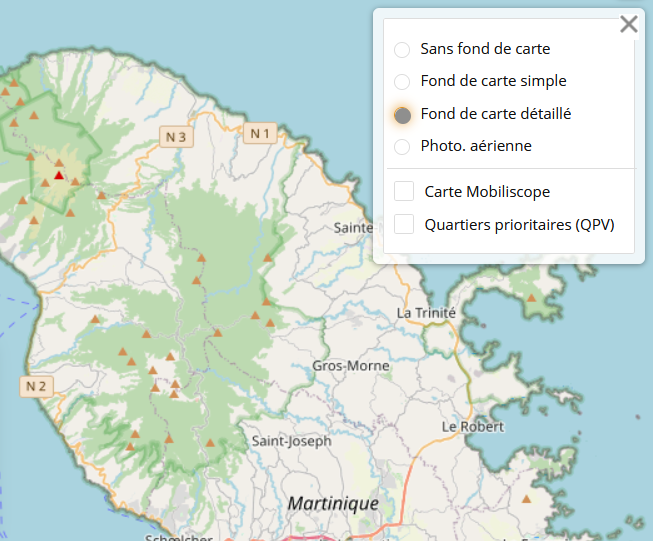 Sans fond de carte
Fond de carte simple
Fond de carte détaillé
Photo. aérienne
Carte Mobiliscope
Quartiers prioritaires (QPV)
N 3
N 1
Sainte
La Trinité
Gros-Morne
N 2
Le Robert
Saint-Joseph
Martinique
Schœlcher